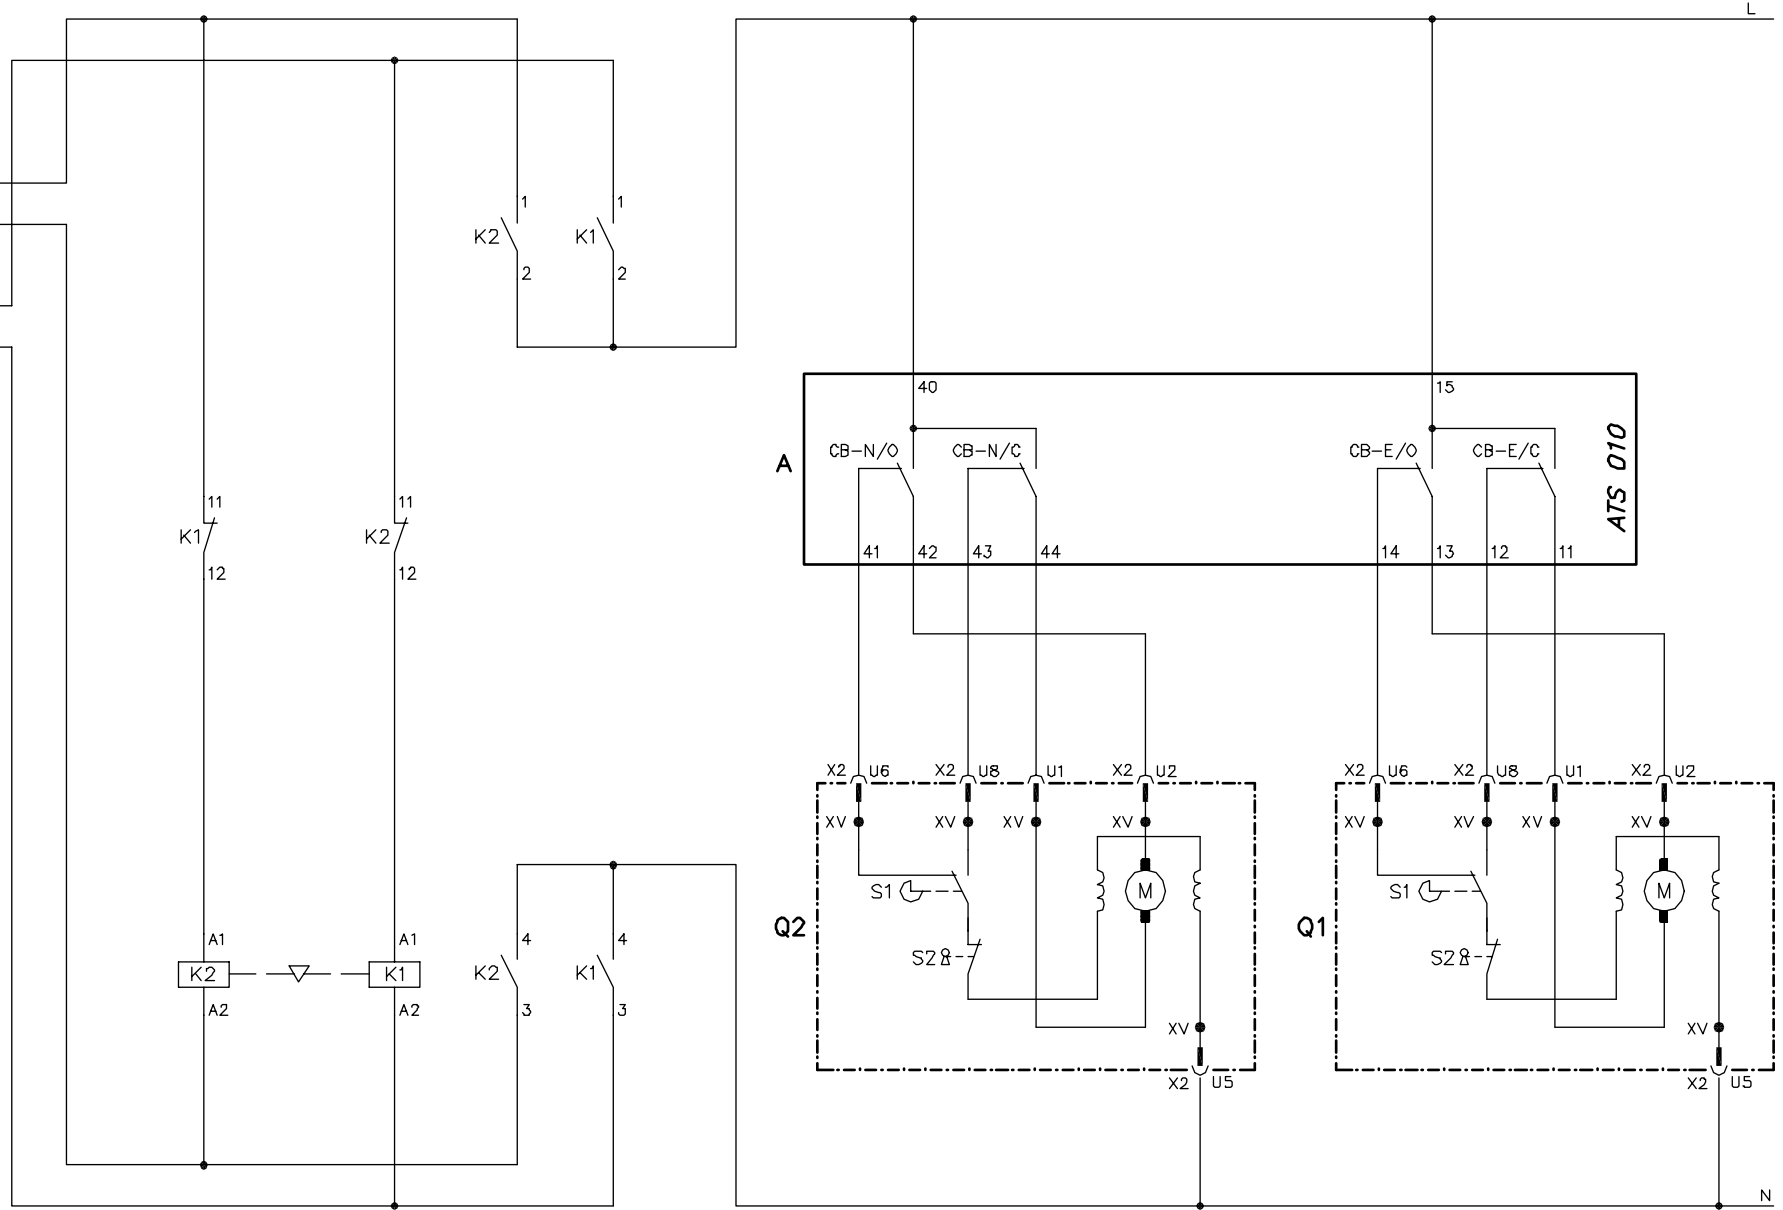 L
1 1
K2 K1
2 2
40 15
CB-N/O CB-N/C CB-E/O CB-E/C
A
ATS 010
11 11
K1 K2
12 12
41 42 43 44 14 13 12 11
X2 U6 X2 U8 U1 X2 U2 X2 U6 X2 U8 U1 X2 U2
XV XV XV XV XV XV XV XV
S1 M S1 M
Q2 Q1
A1 A1 4 4
S2 S2
K2 K1 K2 K1
A2 A2 3 3
XV XV
X2 U5 X2 U5
N